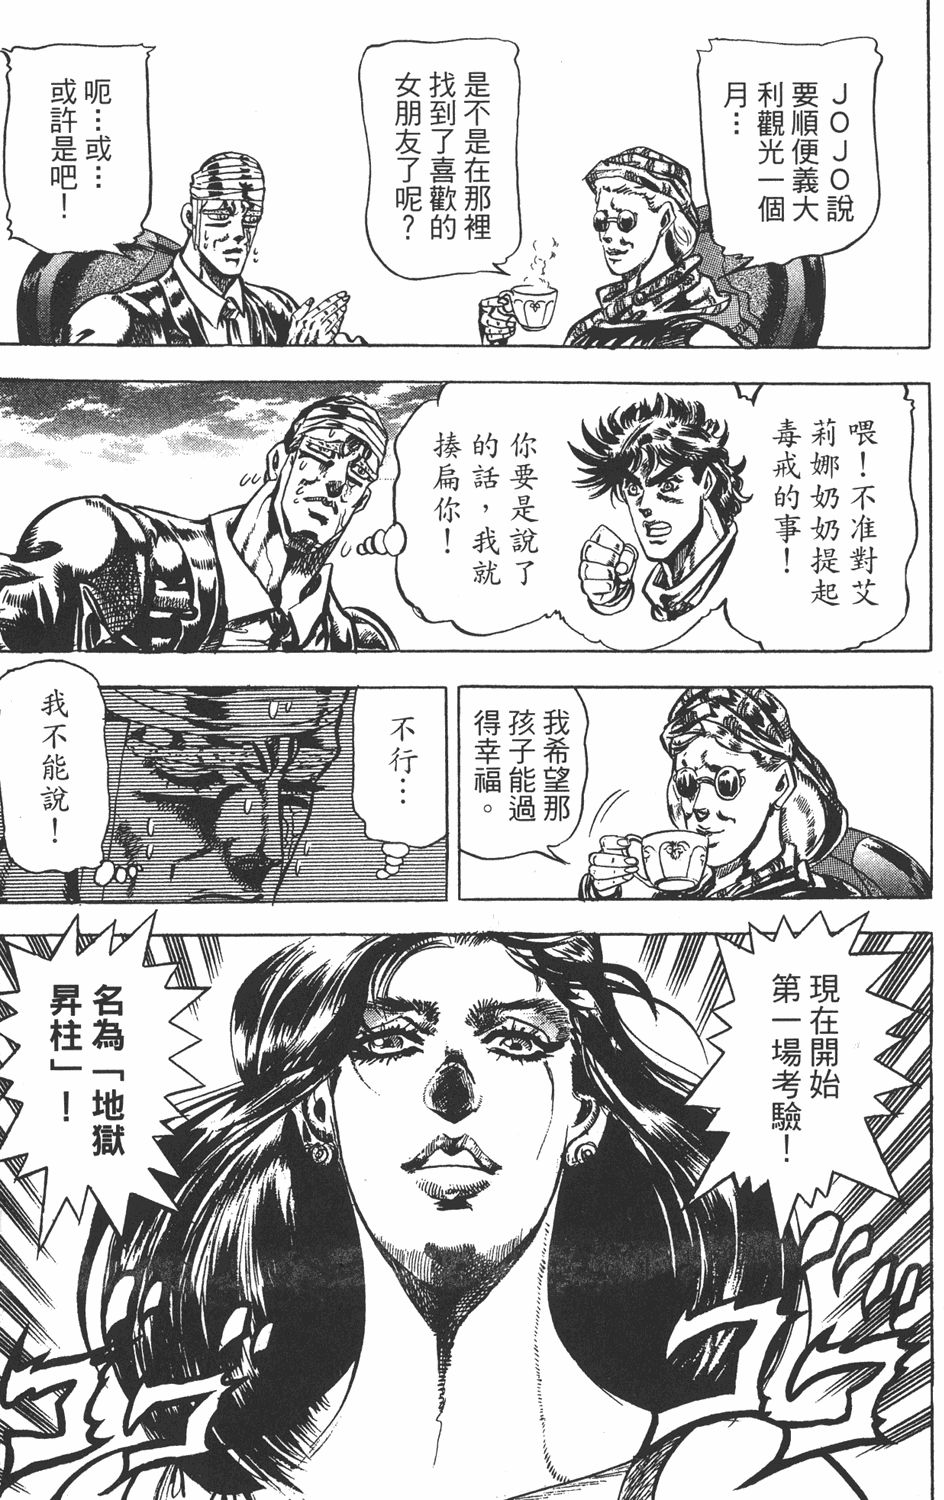 ＪＯＪＯ說
要順便義大
利觀光一個
月…
是不是在那裡
找到了喜歡的
女朋友了呢？
呃…或…
或許是吧！
喂！不准對艾
莉娜奶奶提起
毒戒的事！
你要是說了
的話，我就
揍扁你！
我希望那
孩子能過
得幸福。
不行…
我不能說！
現在開始
第一場考驗！
名為「地獄
昇柱」！
ゴゴ
ゴゴ